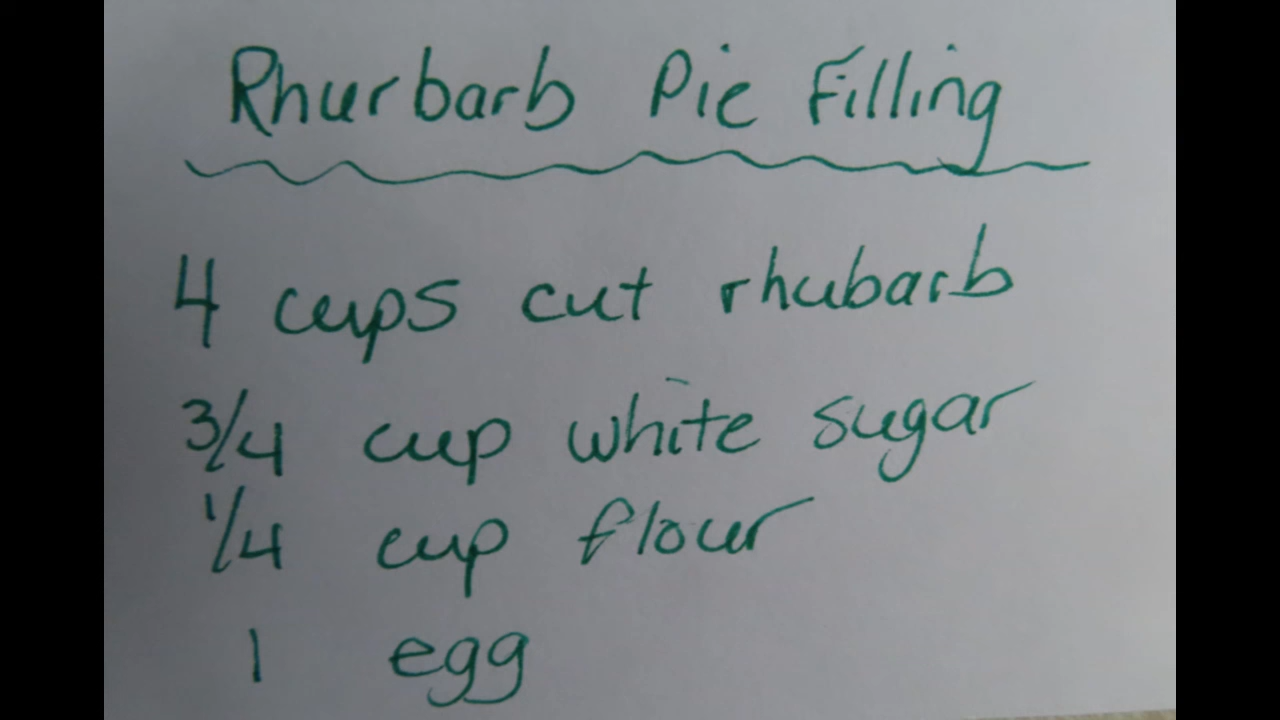 Rhurbarb Pie Filling
4 cups cut rhubarb
3/4 cup white sugar
1/4 cup flour
1 egg